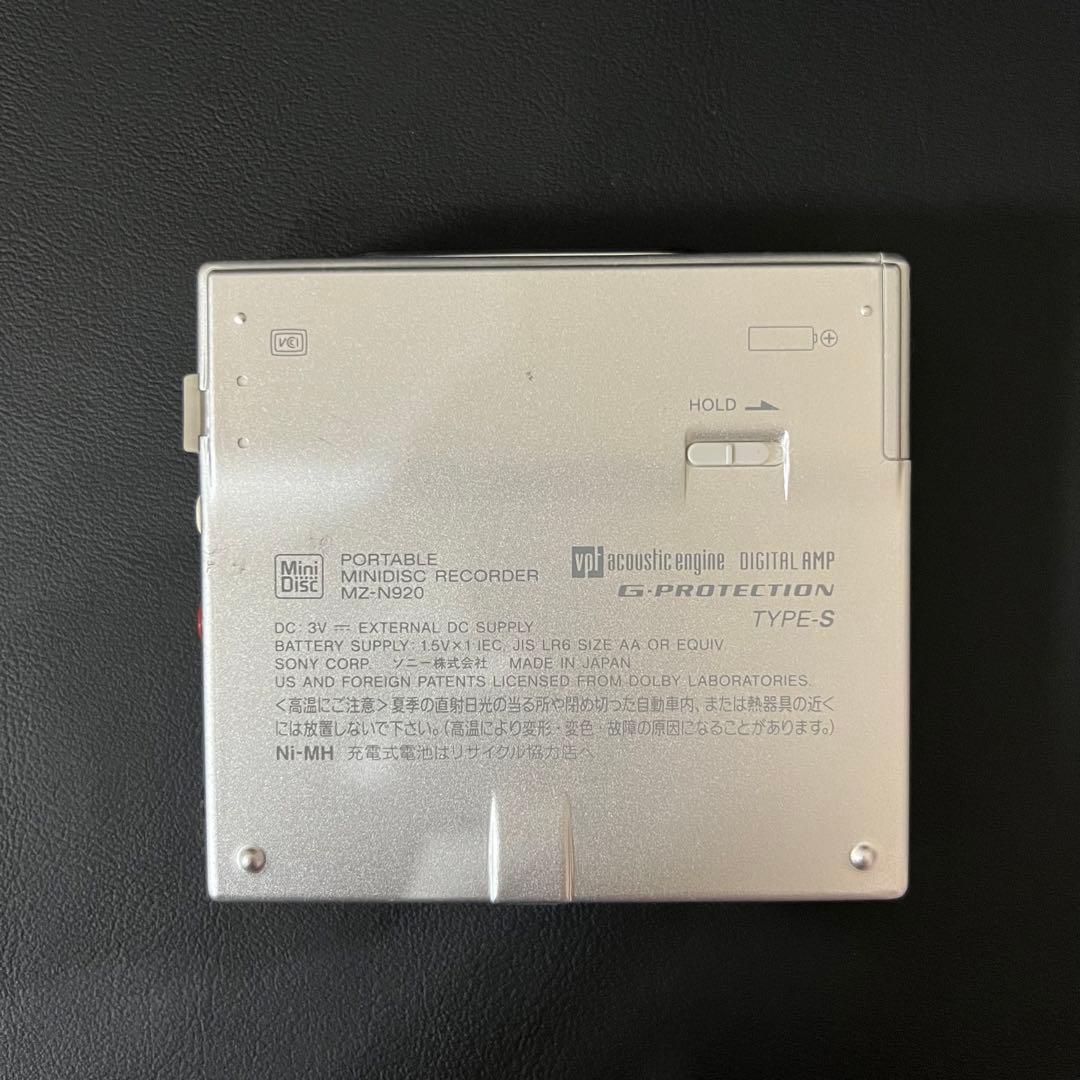 VCI
⊕
HOLD
Mini Disc
PORTABLE
MINIDISC RECORDER
MZ-N920
vpt acoustic engine DIGITAL AMP
G-PROTECTION
TYPE-S
DC: 3V ⎓ EXTERNAL DC SUPPLY
BATTERY SUPPLY: 1.5V×1 IEC, JIS LR6 SIZE AA OR EQUIV.
SONY CORP. ソニー株式会社 MADE IN JAPAN
US AND FOREIGN PATENTS LICENSED FROM DOLBY LABORATORIES.
<高温にご注意>夏季の直射日光の当る所や閉め切った自動車内、または熱器具の近く
には放置しないで下さい。(高温により変形・変色・故障の原因になることがあります。)
Ni-MH 充電式電池はリサイクル協力店へ